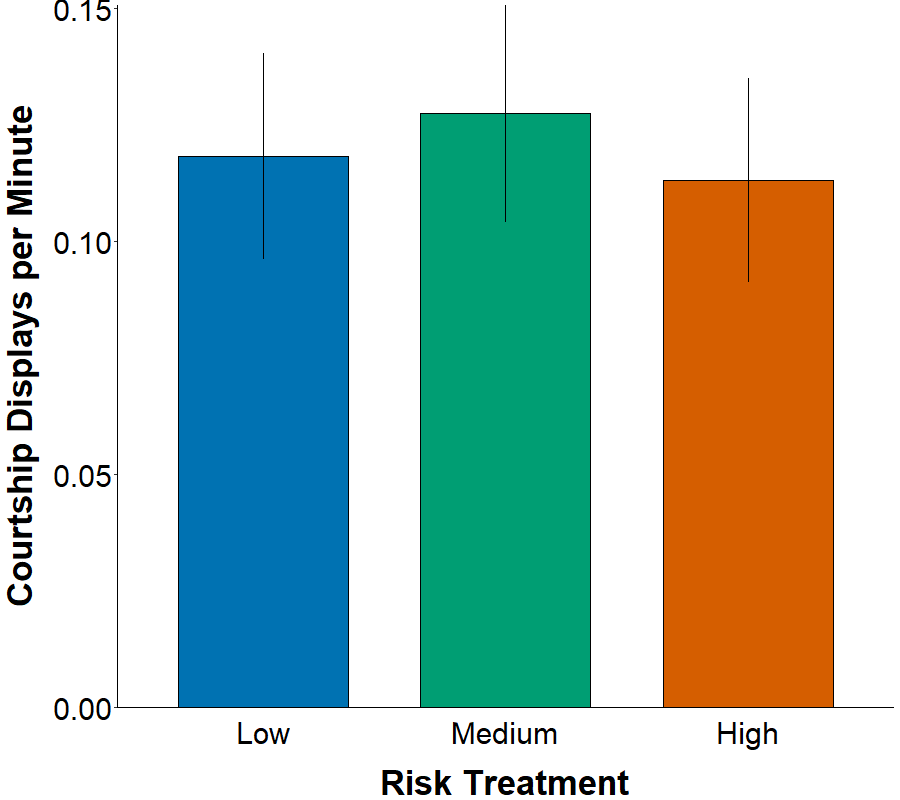 Courtship Displays per Minute
0.15
0.10
0.05
0.00
Low Medium High
Risk Treatment